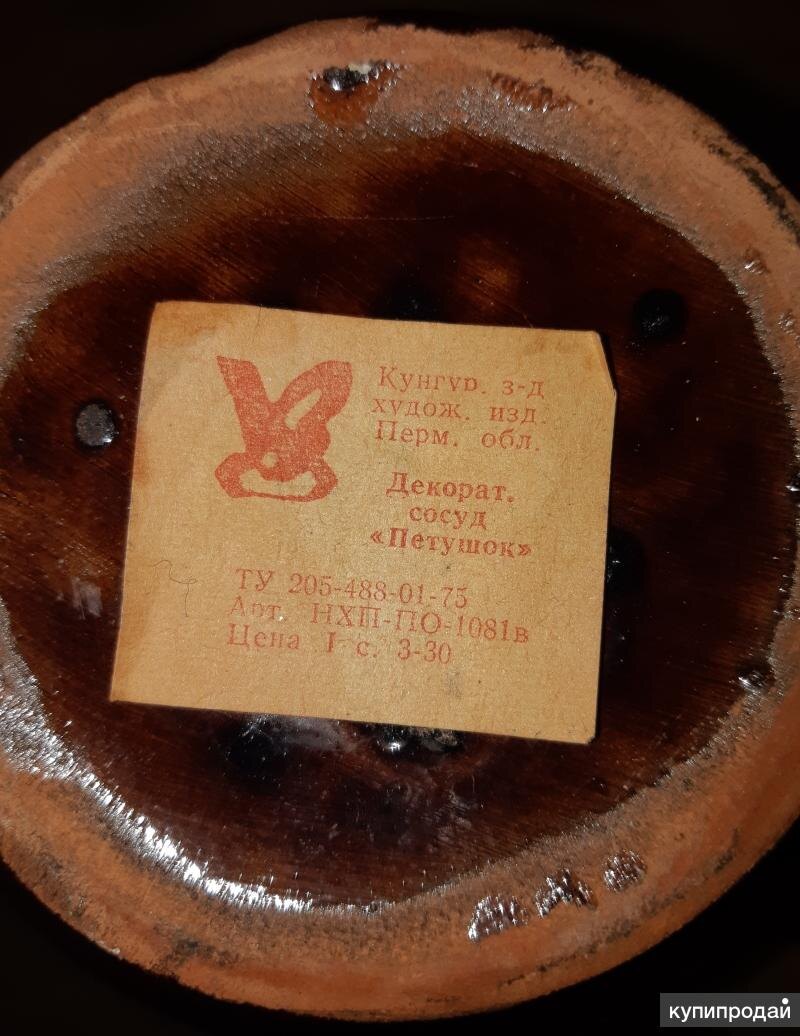 Кунгур. з-д
худож. изд.
Перм. обл.
Декорат.
сосуд
«Петушок»
ТУ 205-488-01-75
Арт. НХП-ПО-1081в
Цена I с. 3-30
купипродай